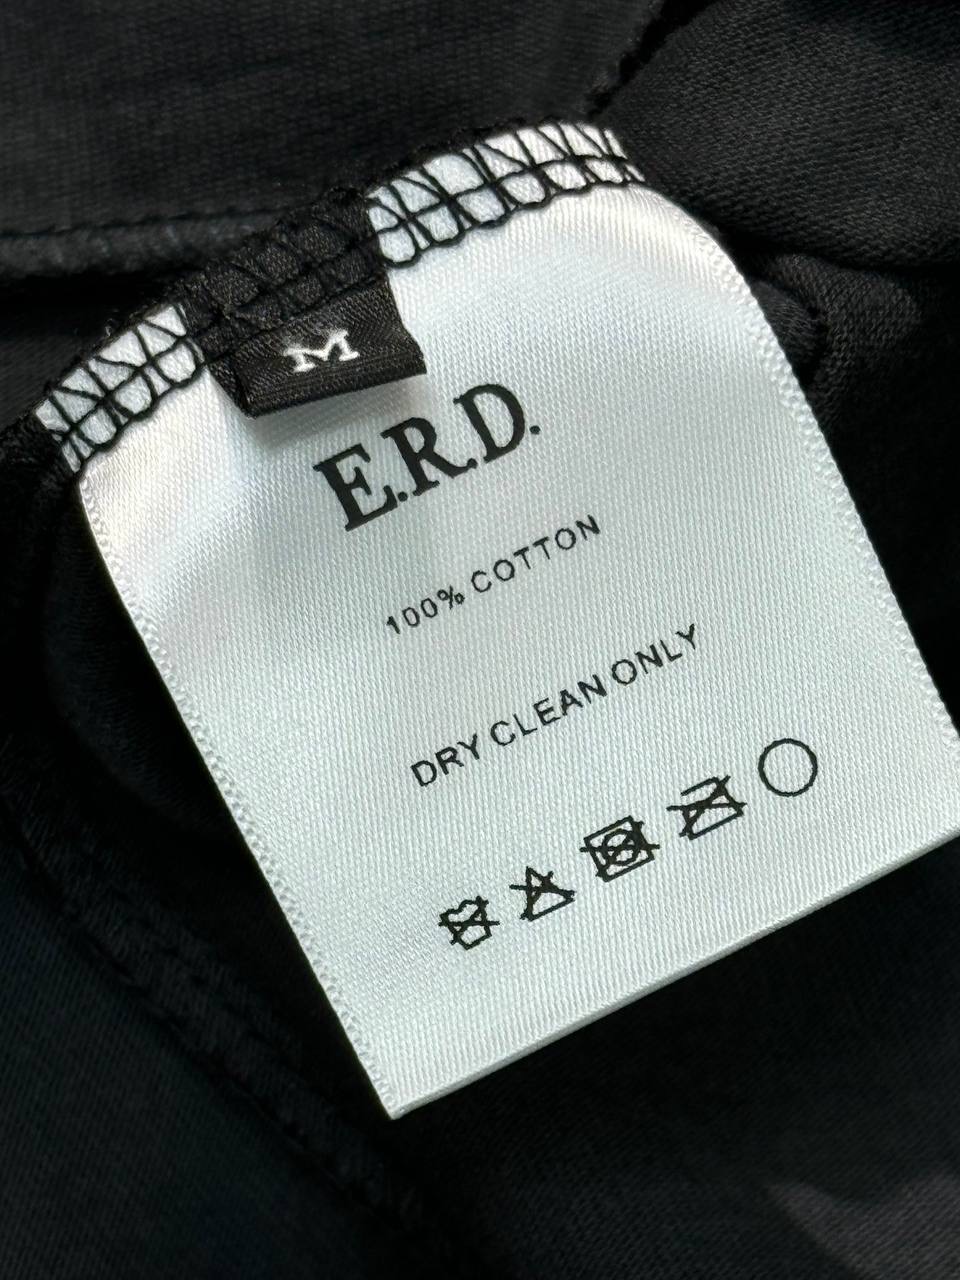 M
E.R.D.
100% COTTON
DRY CLEAN ONLY